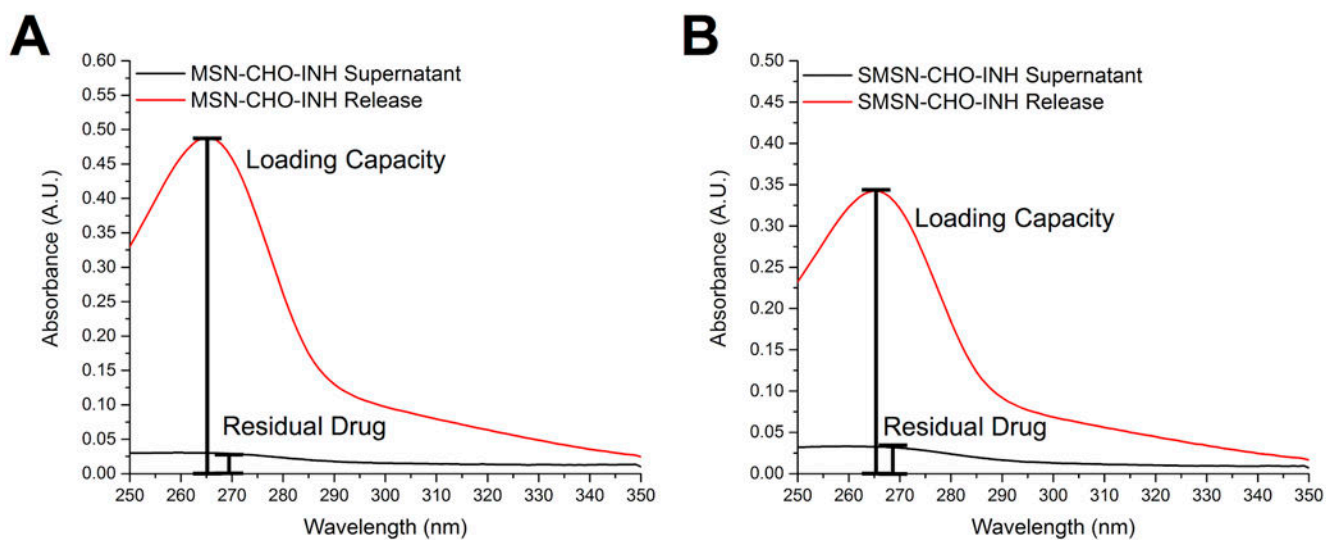 A
MSN-CHO-INH Supernatant
MSN-CHO-INH Release
Loading Capacity
Residual Drug
Absorbance (A.U.)
0.60
0.55
0.50
0.45
0.40
0.35
0.30
0.25
0.20
0.15
0.10
0.05
0.00
250 260 270 280 290 300 310 320 330 340 350
Wavelength (nm)
B
SMSN-CHO-INH Supernatant
SMSN-CHO-INH Release
Loading Capacity
Residual Drug
Absorbance (A.U.)
0.50
0.45
0.40
0.35
0.30
0.25
0.20
0.15
0.10
0.05
0.00
250 260 270 280 290 300 310 320 330 340 350
Wavelength (nm)